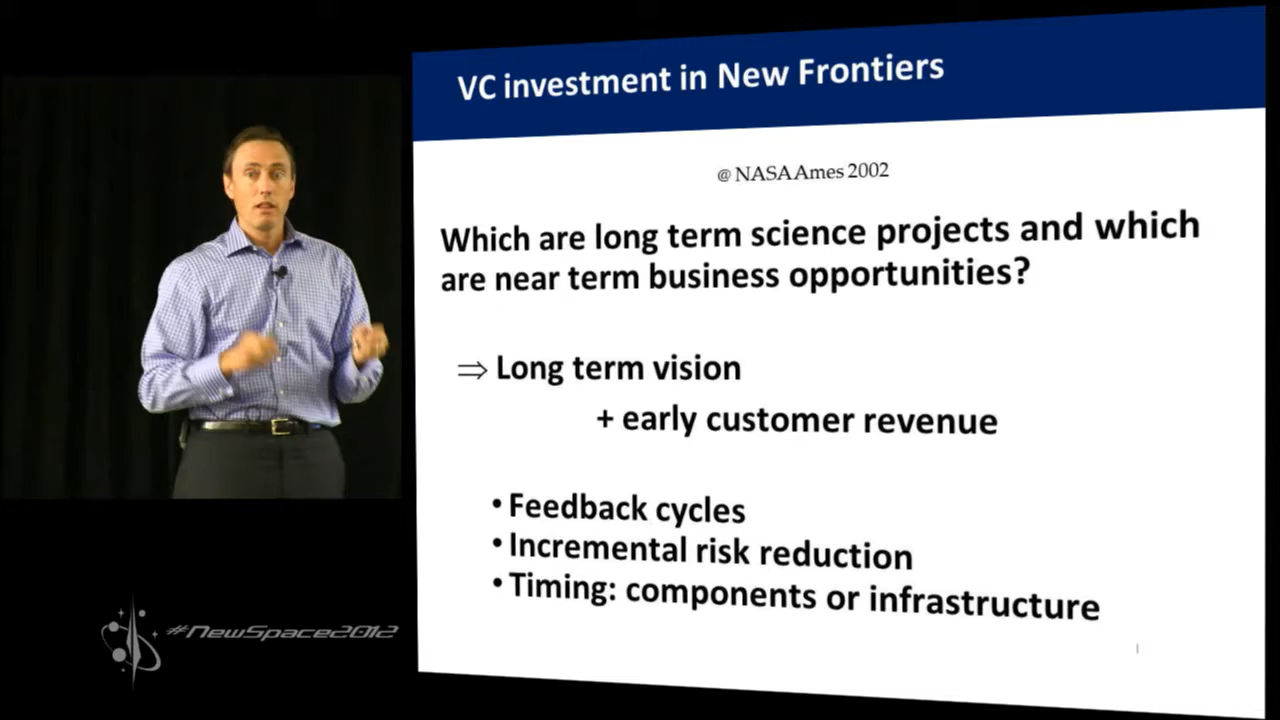 VC investment in New Frontiers
@ NASA Ames 2002
Which are long term science projects and which
are near term business opportunities?
⇒ Long term vision
+ early customer revenue
• Feedback cycles
• Incremental risk reduction
• Timing: components or infrastructure
#NewSpace2012